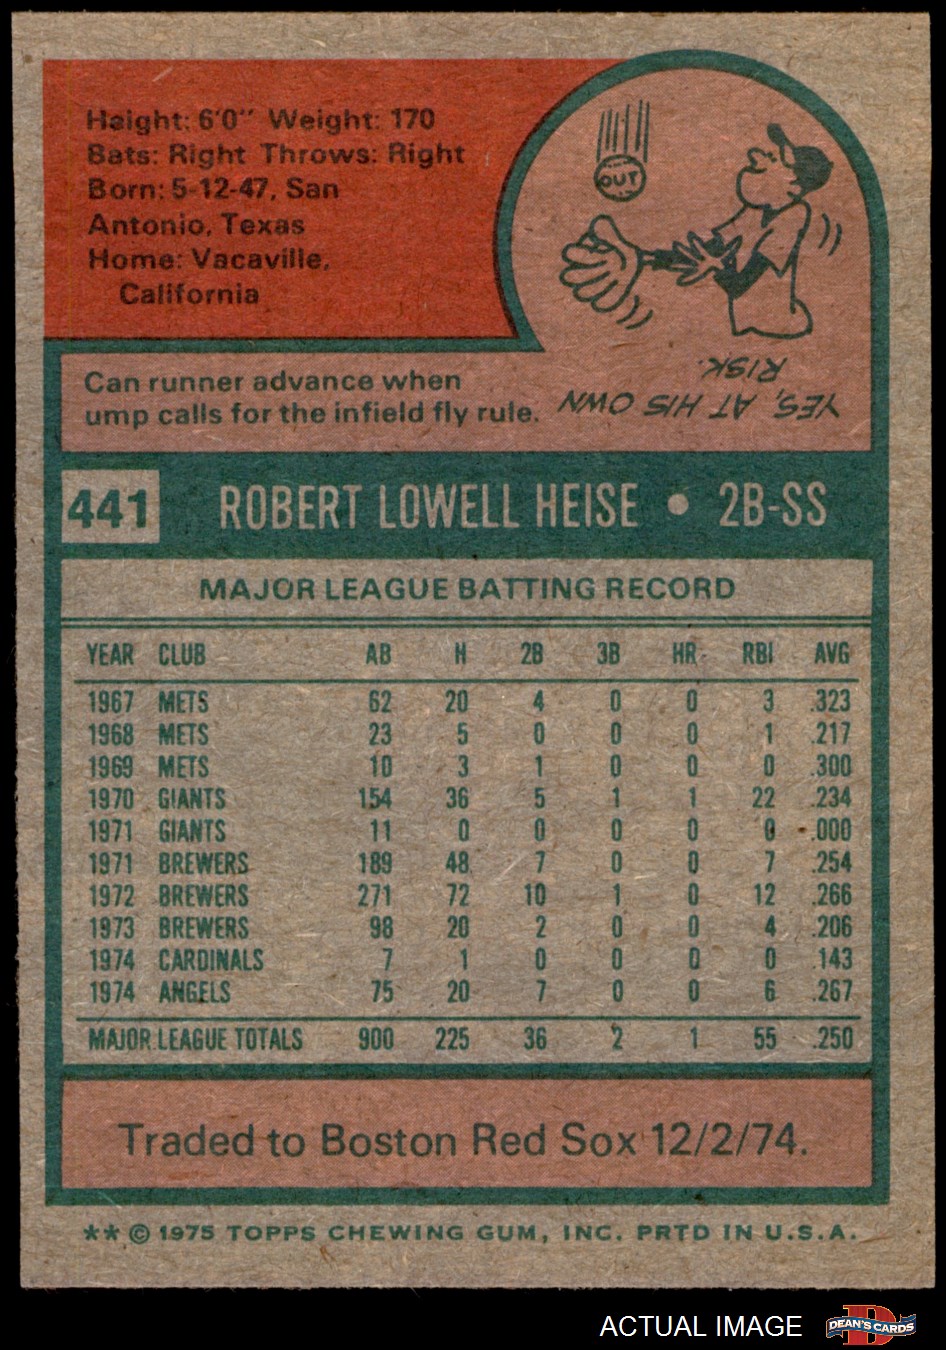 Height: 6'0" Weight: 170
Bats: Right Throws: Right
Born: 5-12-47, San
Antonio, Texas
Home: Vacaville,
California
OUT
Can runner advance when
ump calls for the infield fly rule.
YES, AT HIS OWN
RISK.
441 ROBERT LOWELL HEISE • 2B-SS
MAJOR LEAGUE BATTING RECORD
YEAR CLUB AB H 2B 3B HR RBI AVG
1967 METS 62 20 4 0 0 3 .323
1968 METS 23 5 0 0 0 1 .217
1969 METS 10 3 1 0 0 0 .300
1970 GIANTS 154 36 5 1 1 22 .234
1971 GIANTS 11 0 0 0 0 0 .000
1971 BREWERS 189 48 7 0 0 7 .254
1972 BREWERS 271 72 10 1 0 12 .266
1973 BREWERS 98 20 2 0 0 4 .206
1974 CARDINALS 7 1 0 0 0 0 .143
1974 ANGELS 75 20 7 0 0 6 .267
MAJOR LEAGUE TOTALS 900 225 36 2 1 55 .250
Traded to Boston Red Sox 12/2/74.
** © 1975 TOPPS CHEWING GUM, INC. PRTD IN U.S.A.
ACTUAL IMAGE DEAN'S CARDS